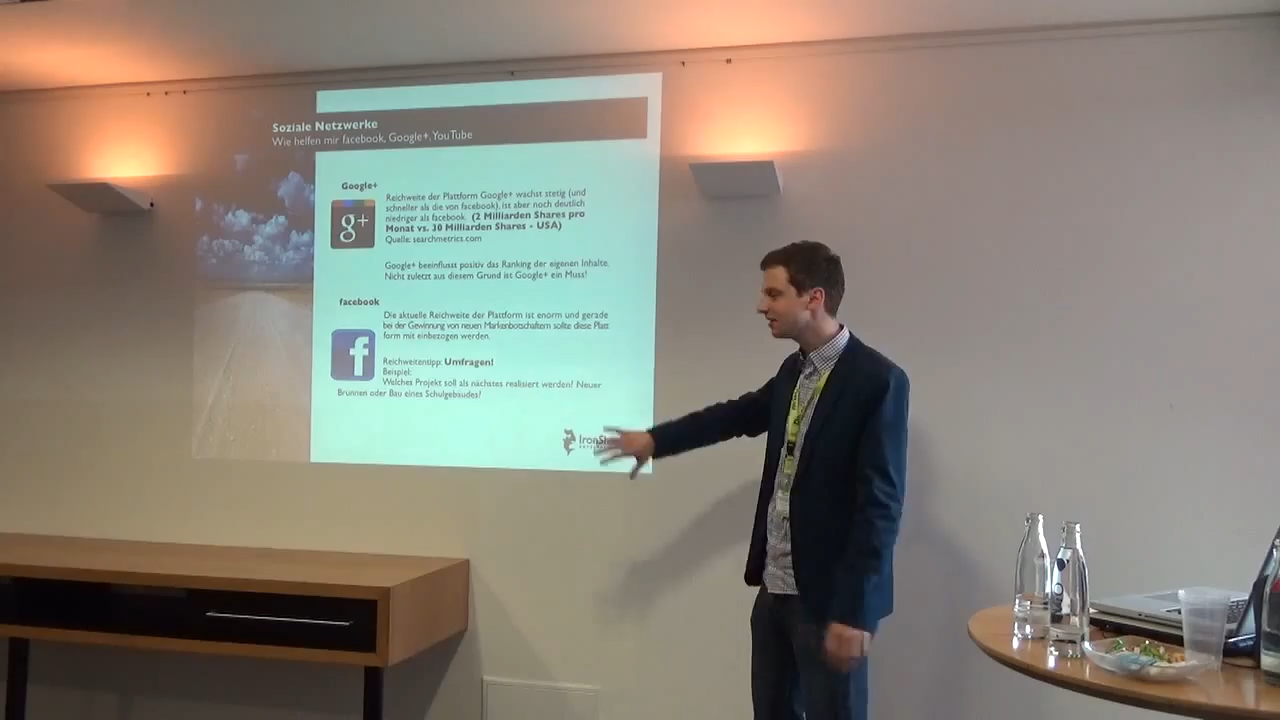 Soziale Netzwerke
Wie helfen mir facebook, Google+, YouTube
Google+
g+
Reichweite der Plattform Google+ wächst stetig (und
schneller als die von facebook), ist aber noch deutlich
niedriger als facebook. (2 Milliarden Shares pro
Monat vs. 30 Milliarden Shares - USA)
Quelle: searchmetrics.com
Google+ beeinflusst positiv das Ranking der eigenen Inhalte.
Nicht zuletzt aus diesem Grund ist Google+ ein Muss!
facebook
f
Die aktuelle Reichweite der Plattform ist enorm und gerade
bei der Gewinnung von neuen Markenbotschaftern sollte diese Platt
form mit einbezogen werden.
Reichweitentipp: Umfragen!
Beispiel:
Welches Projekt soll als nächstes realisiert werden? Neuer
Brunnen oder Bau eines Schulgebäudes?